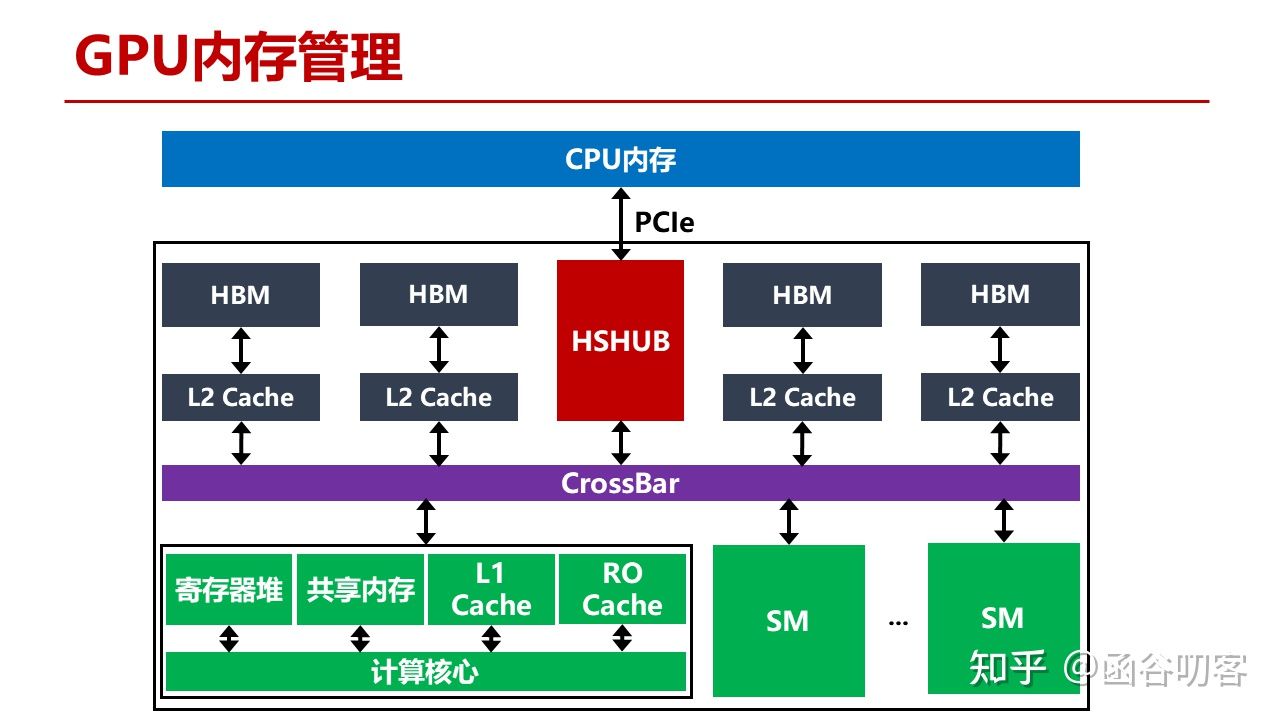 GPU内存管理
CPU内存
PCIe
HBM
HBM
HSHUB
HBM
HBM
L2 Cache
L2 Cache
L2 Cache
L2 Cache
CrossBar
寄存器堆
共享内存
L1
Cache
RO
Cache
SM
...
SM
计算核心
知乎 @函谷叨客